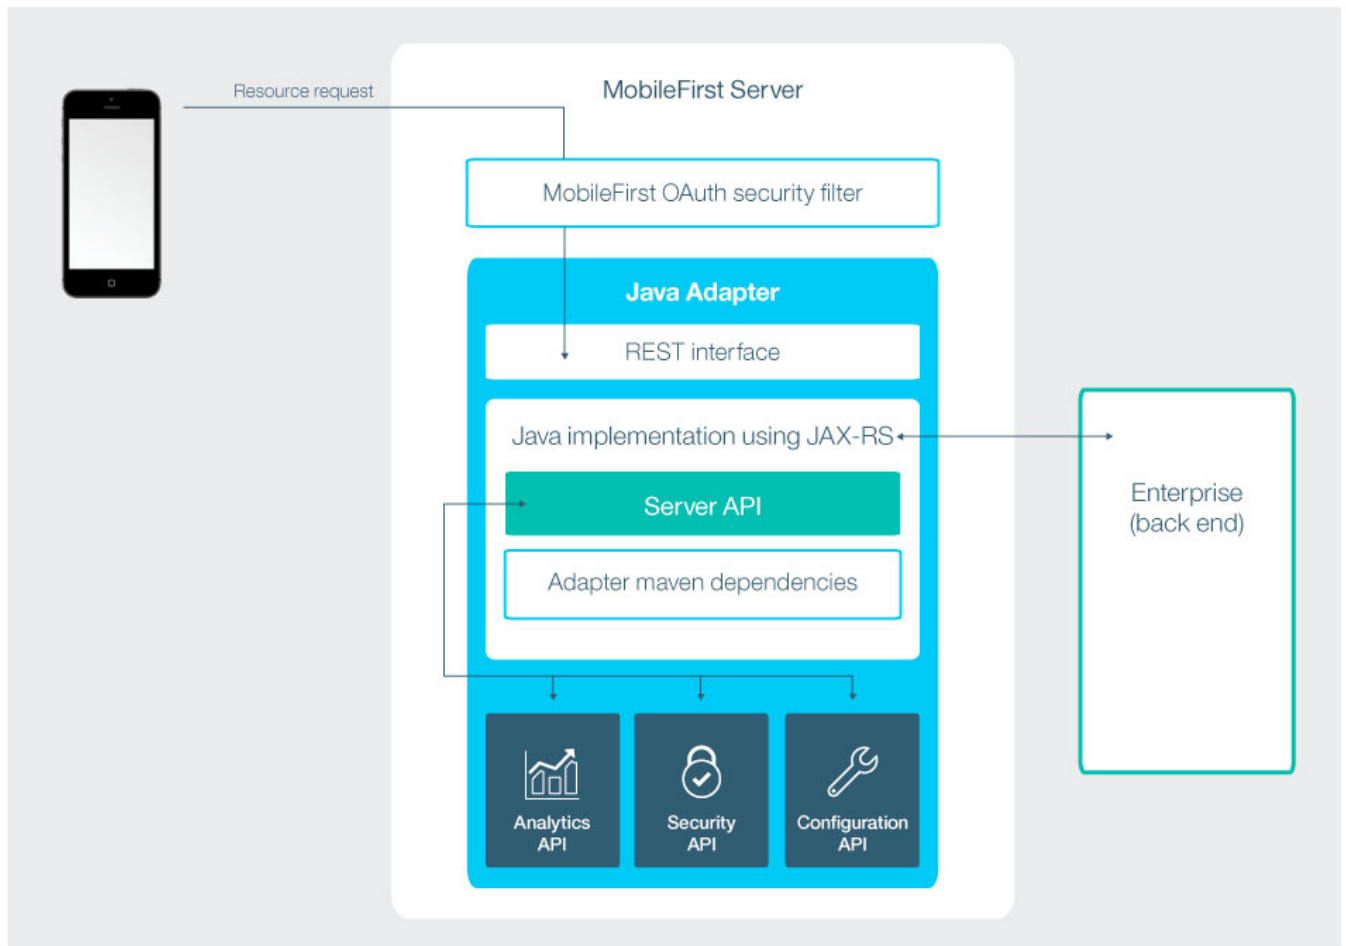 Resource request
MobileFirst Server
MobileFirst OAuth security filter
Java Adapter
REST interface
Java implementation using JAX-RS
Server API
Adapter maven dependencies
Enterprise
(back end)
Analytics
API
Security
API
Configuration
API